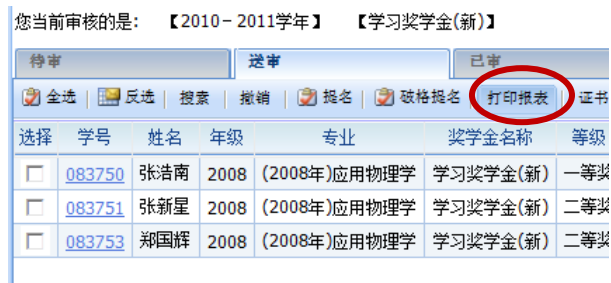 您当前审核的是: 【2010-2011学年】 【学习奖学金(新)】
待审 送审 已审
全选 反选 搜素 撤销 提名 破格提名 打印报表 证书
选择 学号 姓名 年级 专业 奖学金名称 等级
083750 张浩南 2008 (2008年)应用物理学 学习奖学金(新) 一等奖
083751 张新星 2008 (2008年)应用物理学 学习奖学金(新) 二等奖
083753 郑国辉 2008 (2008年)应用物理学 学习奖学金(新) 二等奖